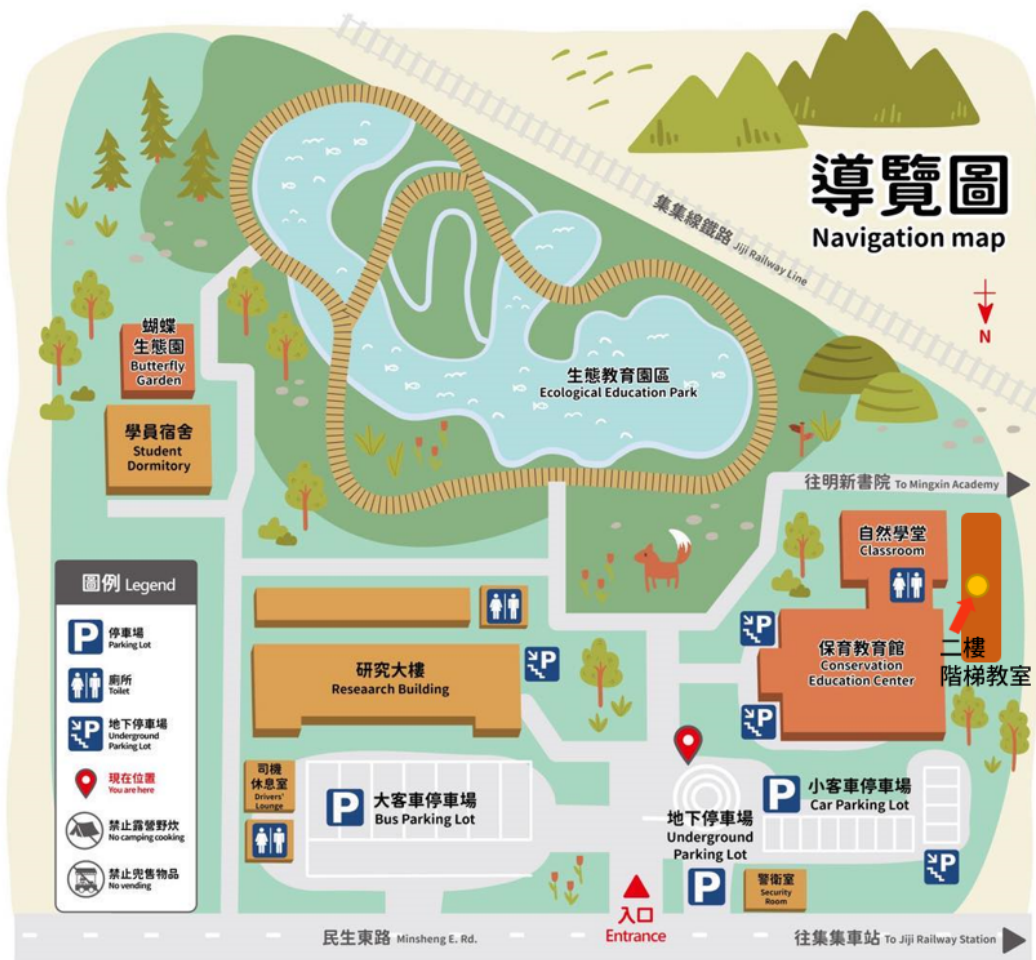 導覽圖
Navigation map
N
集集線鐵路 Jiji Railway Line
蝴蝶
生態園
Butterfly
Garden
學員宿舍
Student
Dormitory
生態教育園區
Ecological Education Park
往明新書院 To Mingxin Academy
自然學堂
Classroom
保育教育館
Conservation
Education Center
二樓
階梯教室
圖例 Legend
P
停車場
Parking Lot
廁所
Toilet
P
地下停車場
Underground
Parking Lot
現在位置
You are here
禁止露營野炊
No camping cooking
禁止兜售物品
No vending
研究大樓
Reseaarch Building
P
P
P
司機
休息室
Drivers'
Lounge
P
大客車停車場
Bus Parking Lot
地下停車場
Underground
Parking Lot
P
P
小客車停車場
Car Parking Lot
P
警衛室
Security
Room
入口
Entrance
民生東路 Minsheng E. Rd.
往集集車站 To Jiji Railway Station